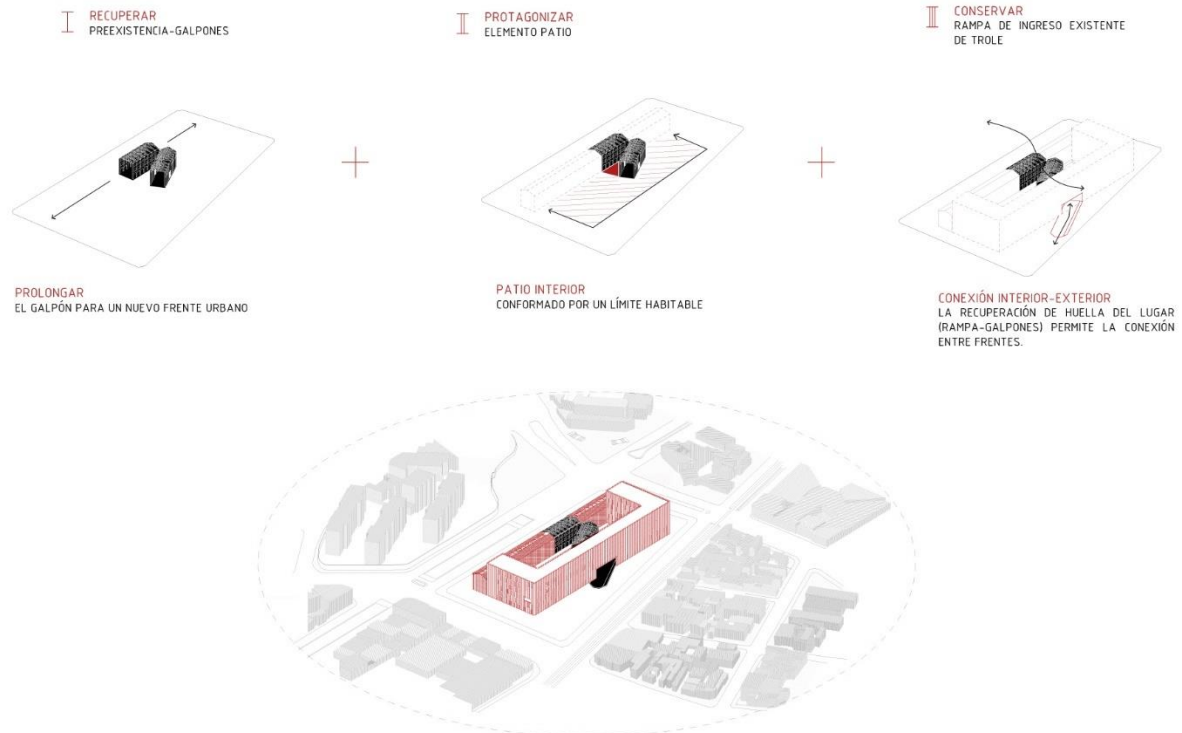 I RECUPERAR
PREEXISTENCIA-GALPONES
II PROTAGONIZAR
ELEMENTO PATIO
III CONSERVAR
RAMPA DE INGRESO EXISTENTE
DE TROLE
+
+
PROLONGAR
EL GALPÓN PARA UN NUEVO FRENTE URBANO
PATIO INTERIOR
CONFORMADO POR UN LÍMITE HABITABLE
CONEXIÓN INTERIOR-EXTERIOR
LA RECUPERACIÓN DE HUELLA DEL LUGAR
(RAMPA-GALPONES) PERMITE LA CONEXIÓN
ENTRE FRENTES.